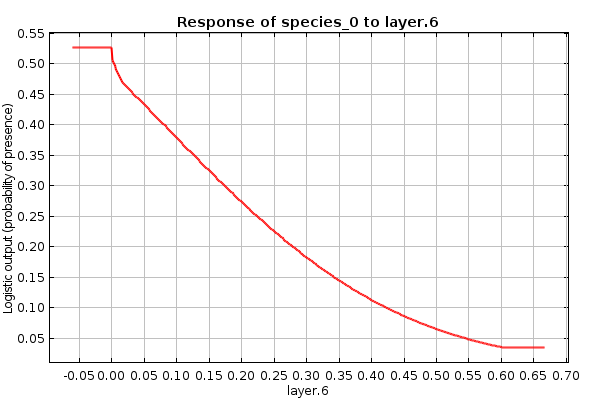 Response of species_0 to layer.6
Logistic output (probability of presence)
0.55
0.50
0.45
0.40
0.35
0.30
0.25
0.20
0.15
0.10
0.05
-0.05 0.00 0.05 0.10 0.15 0.20 0.25 0.30 0.35 0.40 0.45 0.50 0.55 0.60 0.65 0.70
layer.6